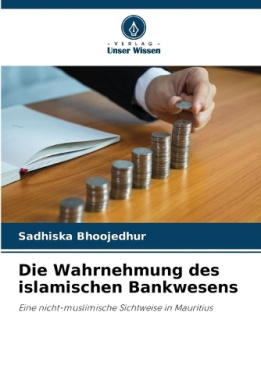 - VERLAG -
Unser Wissen
Sadhiska Bhoojedhur
Die Wahrnehmung des
islamischen Bankwesens
Eine nicht-muslimische Sichtweise in Mauritius